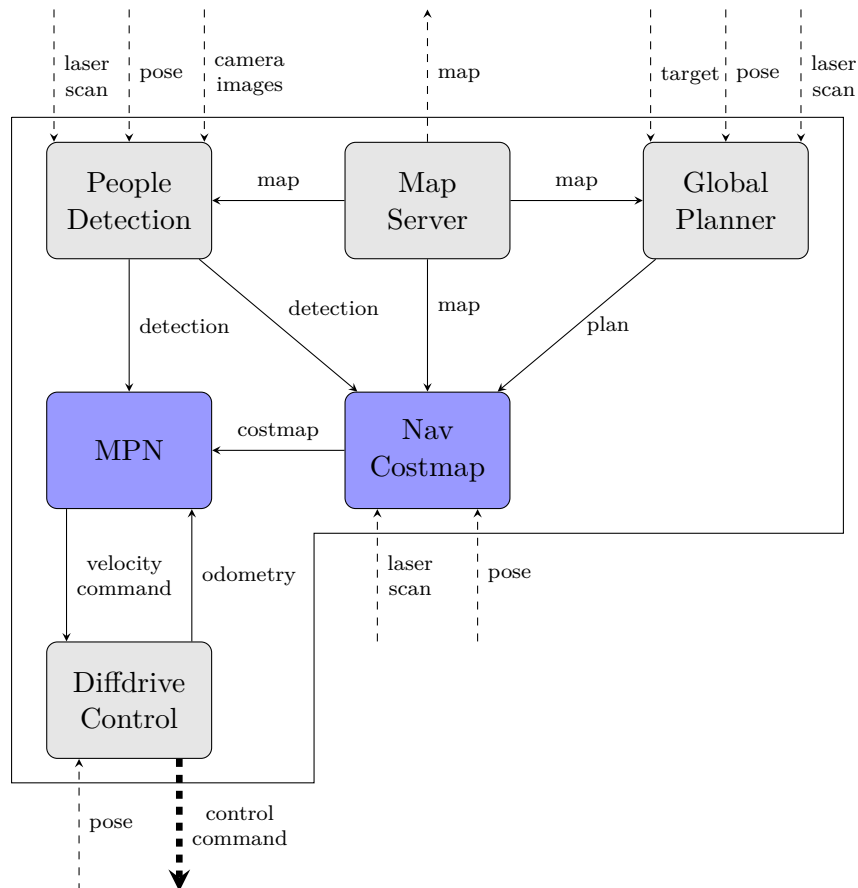 laser
scan
pose
camera
images
map
target
pose
laser
scan
People
Detection
map
Map
Server
map
Global
Planner
detection
detection
map
plan
MPN
costmap
Nav
Costmap
velocity
command
odometry
laser
scan
pose
Diffdrive
Control
pose
control
command